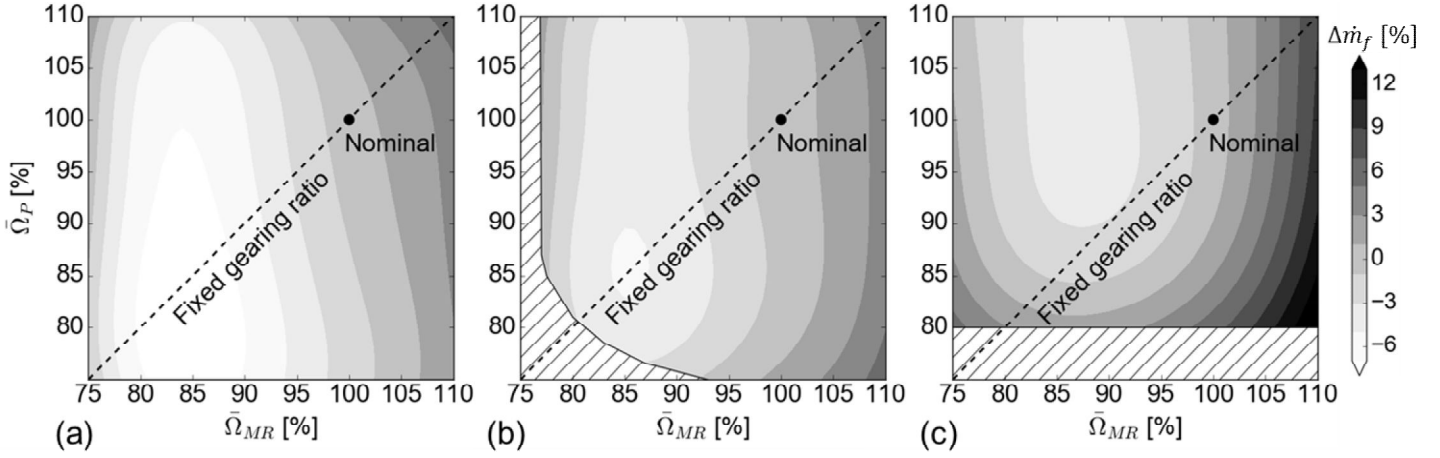 110
105
100
95
90
85
80
75 80 85 90 95 100 105 110
Ω̄_P [%]
Ω̄_MR [%]
Nominal
Fixed gearing ratio
(a)
110
105
100
95
90
85
80
75 80 85 90 95 100 105 110
Ω̄_MR [%]
Nominal
Fixed gearing ratio
(b)
110
105
100
95
90
85
80
75 80 85 90 95 100 105 110
Ω̄_MR [%]
Nominal
Fixed gearing ratio
(c)
Δṁ_f [%]
12
9
6
3
0
−3
−6